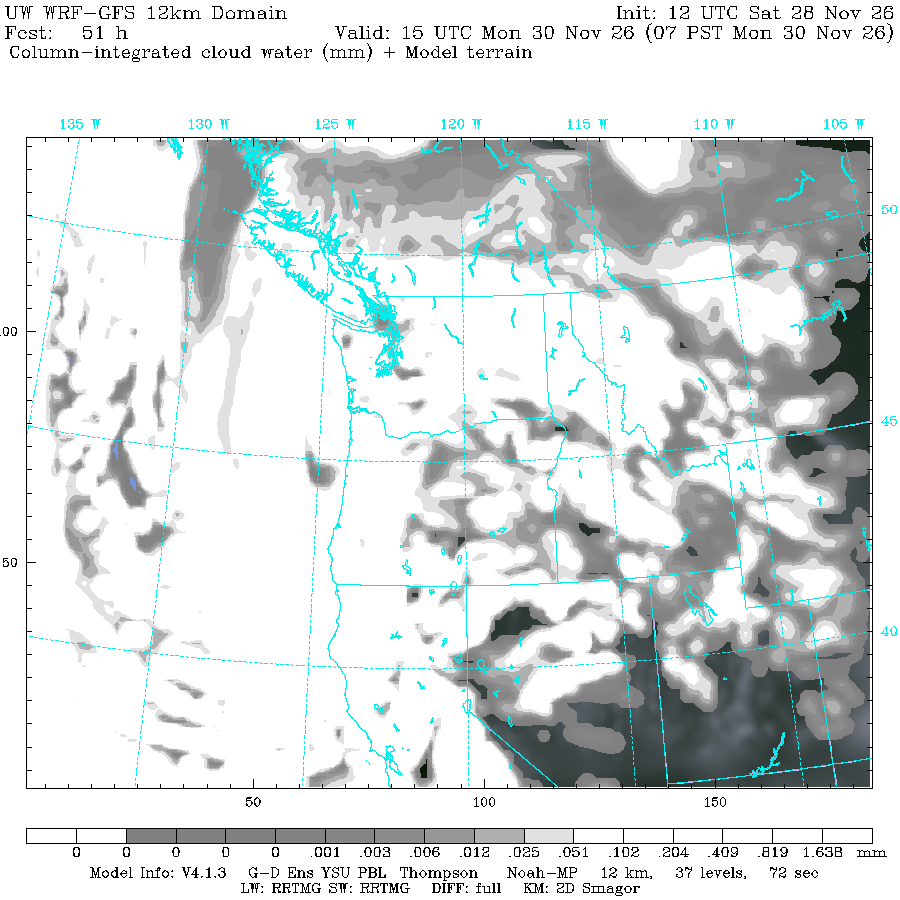 UW WRF-GFS 12km Domain Init: 12 UTC Sat 28 Nov 26
Fcst: 51 h Valid: 15 UTC Mon 30 Nov 26 (07 PST Mon 30 Nov 26)
Column-integrated cloud water (mm) + Model terrain
135 W 130 W 125 W 120 W 115 W 110 W 105 W
50
00
45
50
40
50 100 150
0 0 0 0 .001 .003 .006 .012 .025 .051 .102 .204 .409 .819 1.638 mm
Model Info: V4.1.3 G-D Ens YSU PBL Thompson Noah-MP 12 km, 37 levels, 72 sec
LW: RRTMG SW: RRTMG DIFF: full KM: 2D Smagor